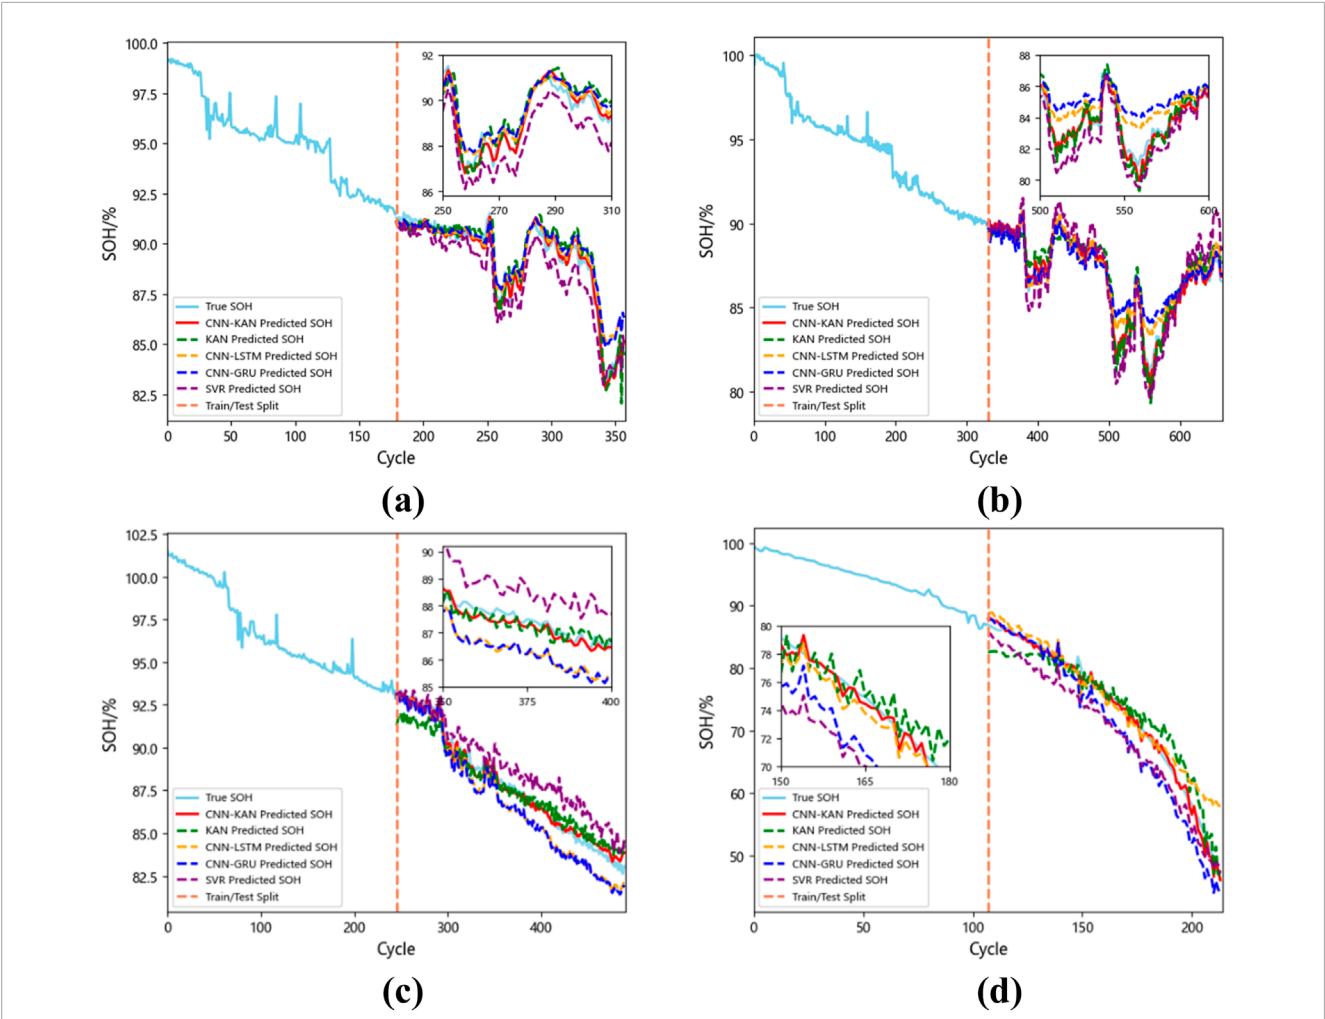 100.0
97.5
95.0
92.5
90.0
87.5
85.0
82.5
SOH/%
92
90
88
86
250 270 290 310
True SOH
CNN-KAN Predicted SOH
KAN Predicted SOH
CNN-LSTM Predicted SOH
CNN-GRU Predicted SOH
SVR Predicted SOH
Train/Test Split
0 50 100 150 200 250 300 350
Cycle
(a)
100
95
90
85
80
SOH/%
88
86
84
82
80
500 550 600
True SOH
CNN-KAN Predicted SOH
KAN Predicted SOH
CNN-LSTM Predicted SOH
CNN-GRU Predicted SOH
SVR Predicted SOH
Train/Test Split
0 100 200 300 400 500 600
Cycle
(b)
102.5
100.0
97.5
95.0
92.5
90.0
87.5
85.0
82.5
SOH/%
90
89
88
87
86
85
350 375 400
True SOH
CNN-KAN Predicted SOH
KAN Predicted SOH
CNN-LSTM Predicted SOH
CNN-GRU Predicted SOH
SVR Predicted SOH
Train/Test Split
0 100 200 300 400
Cycle
(c)
100
90
80
70
60
50
SOH/%
80
78
76
74
72
70
150 165 180
True SOH
CNN-KAN Predicted SOH
KAN Predicted SOH
CNN-LSTM Predicted SOH
CNN-GRU Predicted SOH
SVR Predicted SOH
Train/Test Split
0 50 100 150 200
Cycle
(d)